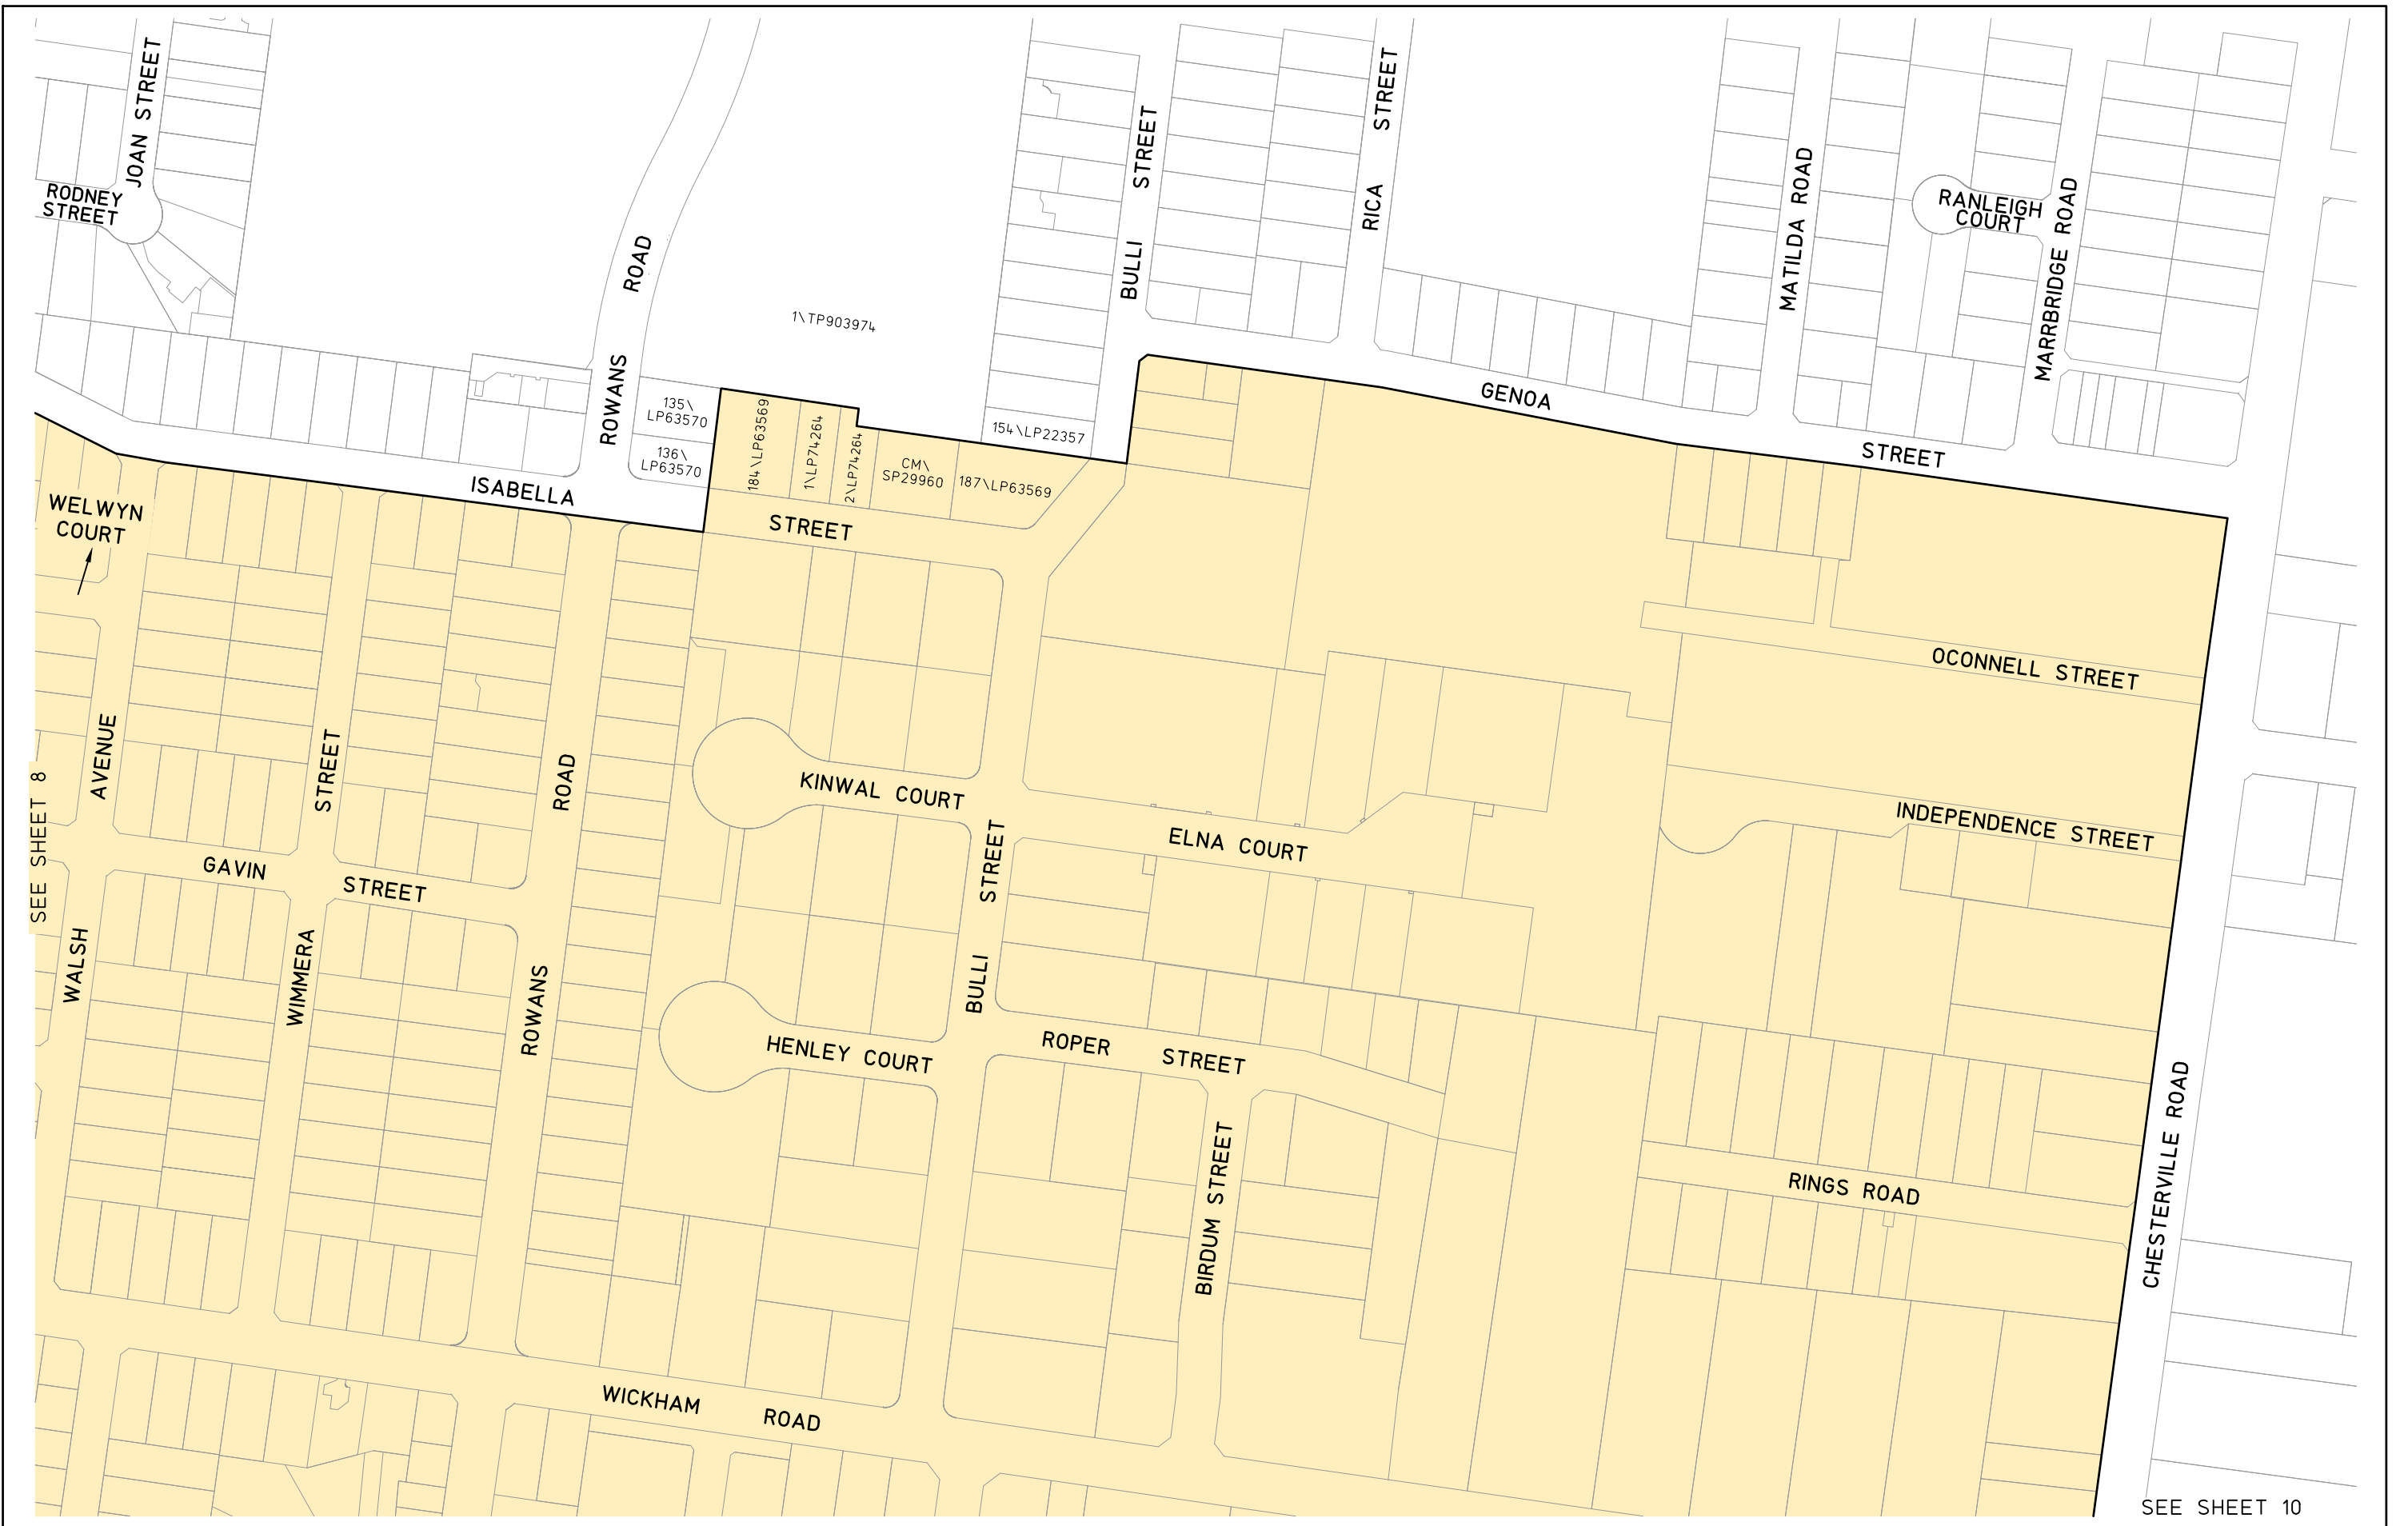 JOAN STREET
RODNEY
STREET
ROWANS ROAD
1\TP903974
BULLI STREET
RICA STREET
MATILDA ROAD
RANLEIGH
COURT
MARRBRIDGE ROAD
GENOA STREET
135\
LP63570
136\
LP63570
184\LP63569
1\LP74264
2\LP74264
CM\
SP29960
187\LP63569
154\LP22357
ISABELLA STREET
WELWYN
COURT
OCONNELL STREET
INDEPENDENCE STREET
KINWAL COURT
ELNA COURT
SEE SHEET 8
WALSH AVENUE
WIMMERA STREET
ROWANS ROAD
GAVIN STREET
BULLI STREET
HENLEY COURT
ROPER STREET
BIRDUM STREET
RINGS ROAD
CHESTERVILLE ROAD
WICKHAM ROAD
SEE SHEET 10